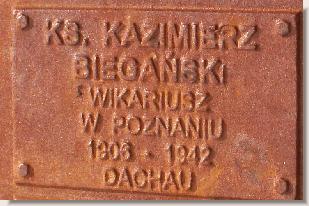 KS. KAZIMIERZ
BIEGAŃSKI
WIKARIUSZ
W POZNANIU
1906 - 1942
DACHAU